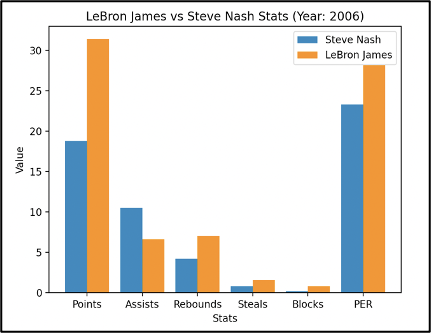 LeBron James vs Steve Nash Stats (Year: 2006)
Steve Nash
LeBron James
30
25
20
15
10
5
0
Value
Points Assists Rebounds Steals Blocks PER
Stats